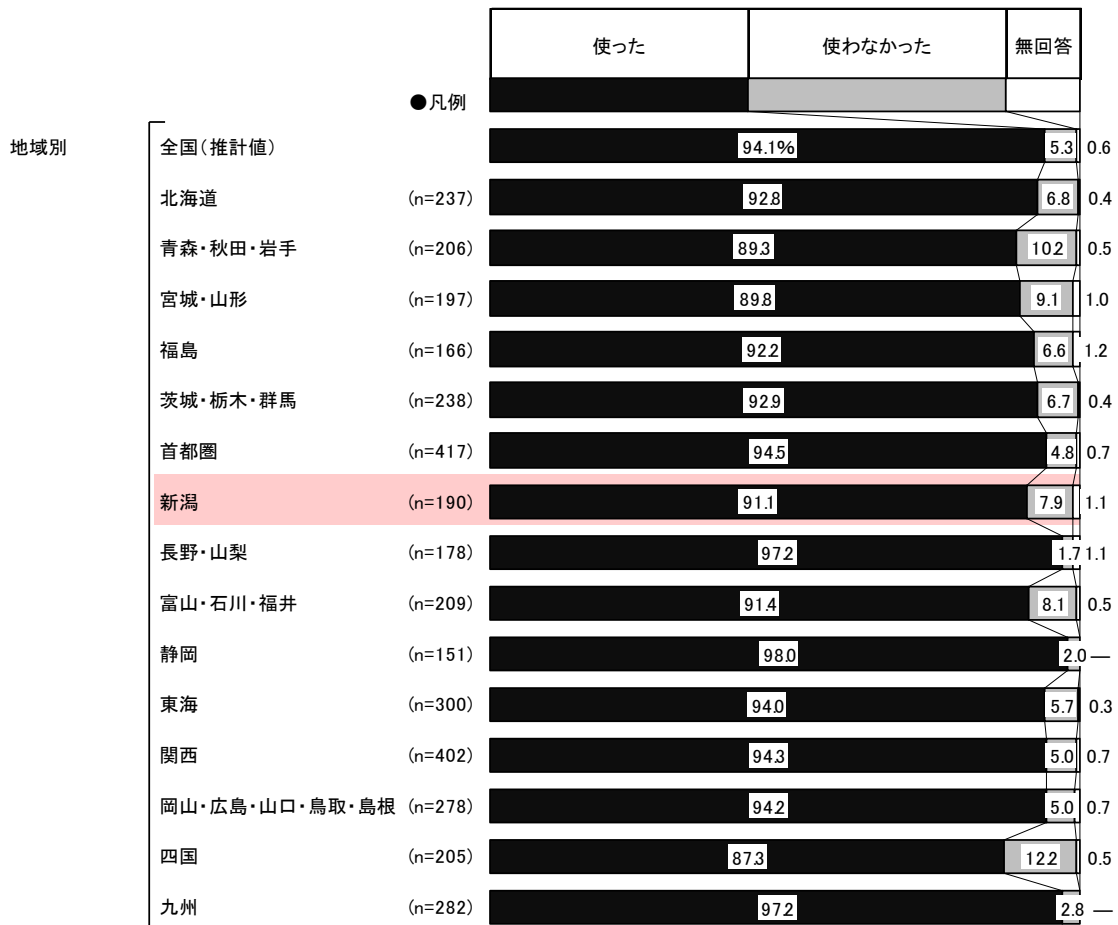 使った 使わなかった 無回答
●凡例
地域別 全国(推計値) 94.1% 5.3 0.6
北海道 (n=237) 92.8 6.8 0.4
青森・秋田・岩手 (n=206) 89.3 10.2 0.5
宮城・山形 (n=197) 89.8 9.1 1.0
福島 (n=166) 92.2 6.6 1.2
茨城・栃木・群馬 (n=238) 92.9 6.7 0.4
首都圏 (n=417) 94.5 4.8 0.7
新潟 (n=190) 91.1 7.9 1.1
長野・山梨 (n=178) 97.2 1.7 1.1
富山・石川・福井 (n=209) 91.4 8.1 0.5
静岡 (n=151) 98.0 2.0 —
東海 (n=300) 94.0 5.7 0.3
関西 (n=402) 94.3 5.0 0.7
岡山・広島・山口・鳥取・島根 (n=278) 94.2 5.0 0.7
四国 (n=205) 87.3 12.2 0.5
九州 (n=282) 97.2 2.8 —